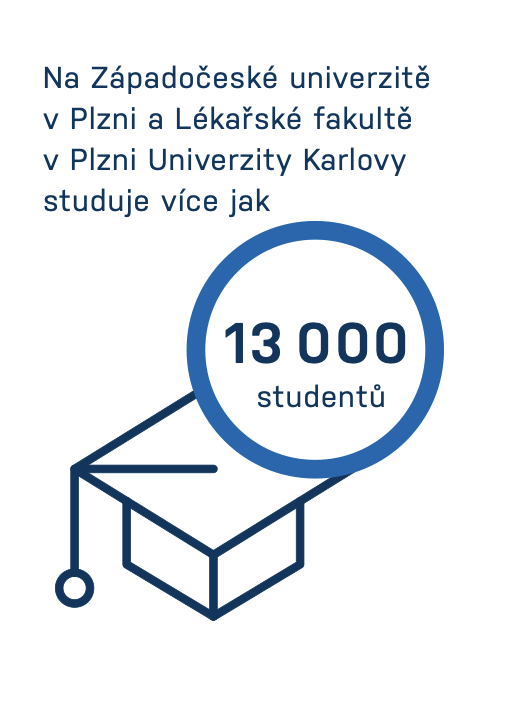 Na Západočeské univerzitě
v Plzni a Lékařské fakultě
v Plzni Univerzity Karlovy
studuje více jak
13 000
studentů